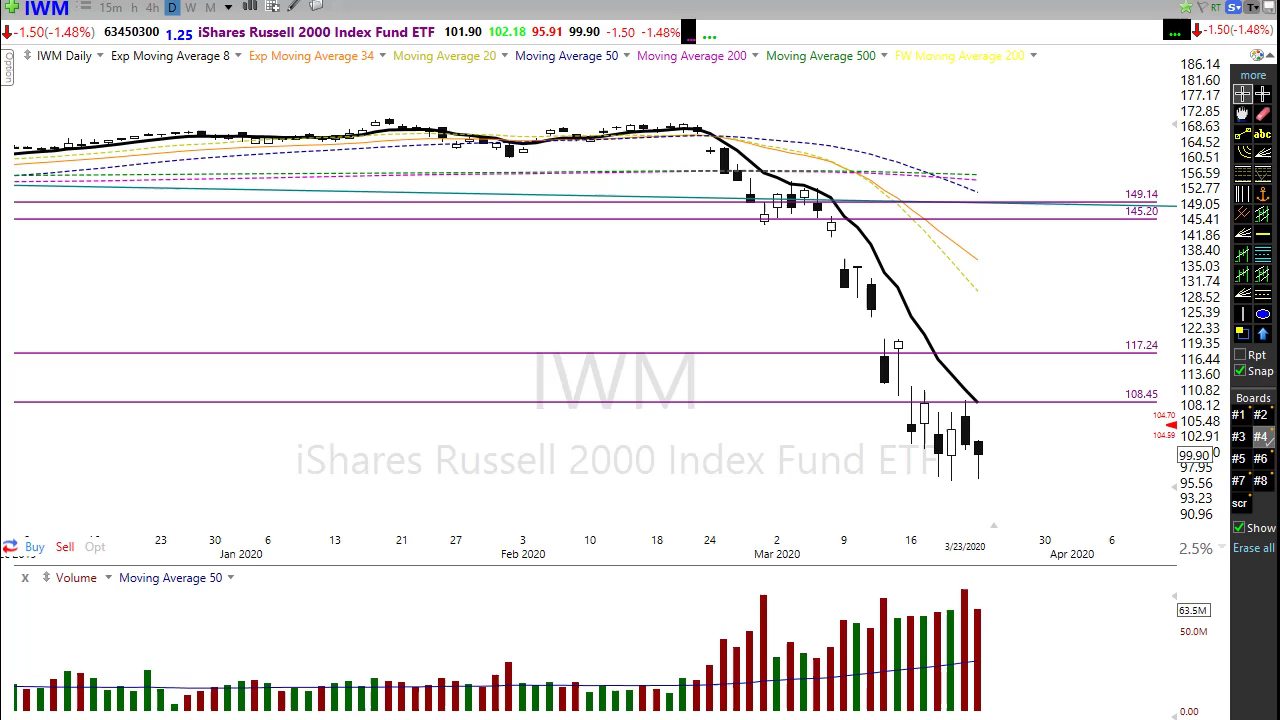 IWM 15m h 4h D W M RT S T
-1.50(-1.48%) 63450300 1.25 iShares Russell 2000 Index Fund ETF 101.90 102.18 95.91 99.90 -1.50 -1.48% ... ... -1.50(-1.48%)
Option
IWM Daily Exp Moving Average 8 Exp Moving Average 34 Moving Average 20 Moving Average 50 Moving Average 200 Moving Average 500 FW Moving Average 200
more
abc
186.14
181.60
177.17
172.85
168.63
164.52
160.51
156.59
152.77
149.05
145.41
141.86
138.40
135.03
131.74
128.52
125.39
122.33
119.35
116.44
113.60
110.82
108.12
105.48
102.91
99.90
97.95
95.56
93.23
90.96
149.14
145.20
117.24
108.45
104.70
104.59
IWM
iShares Russell 2000 Index Fund ETF
Rpt
Snap
Boards
#1 #2
#3 #4
#5 #6
#7 #8
scr
Show
Erase all
23 30 6 13 21 27 3 10 18 24 2 9 16 3/23/2020 30 6
Jan 2020 Feb 2020 Mar 2020 Apr 2020
Buy Sell Opt
2.5%
x Volume Moving Average 50
63.5M
50.0M
0.00